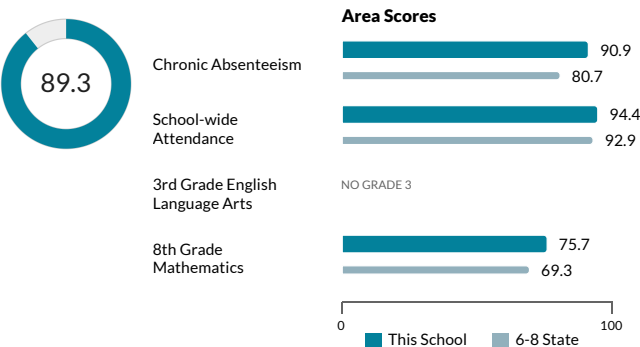 Area Scores
89.3
Chronic Absenteeism
90.9
80.7
School-wide
Attendance
94.4
92.9
3rd Grade English
Language Arts
NO GRADE 3
8th Grade
Mathematics
75.7
69.3
0 100
This School 6-8 State